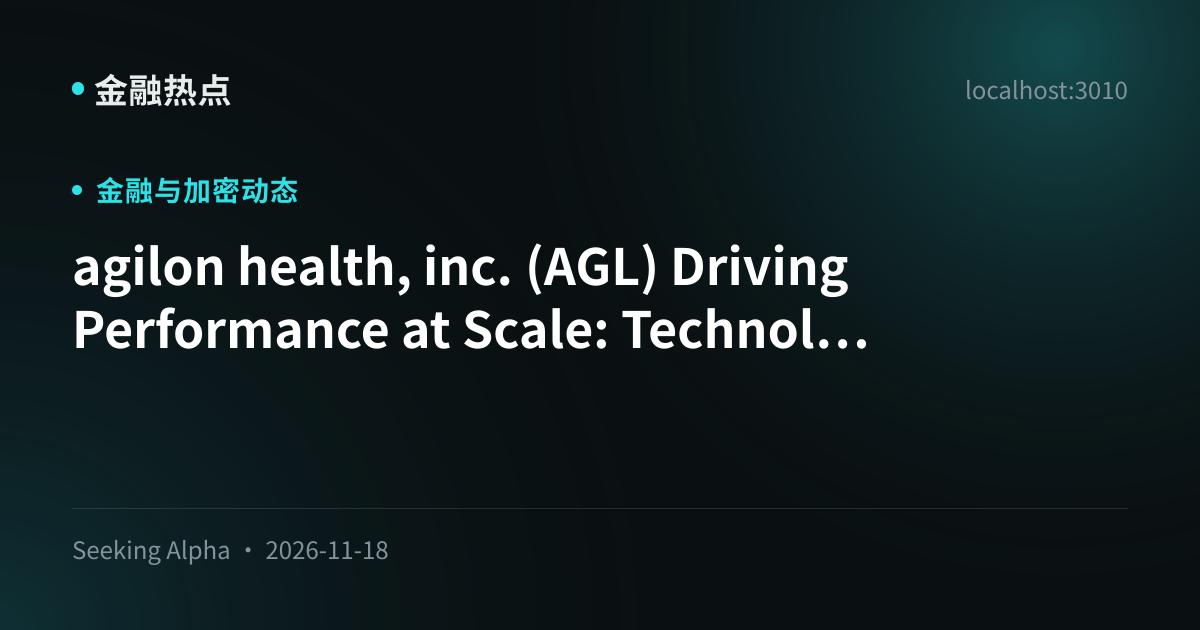 金融热点
localhost:3010
金融与加密动态
agilon health, inc. (AGL) Driving
Performance at Scale: Technol…
Seeking Alpha · 2026-11-18